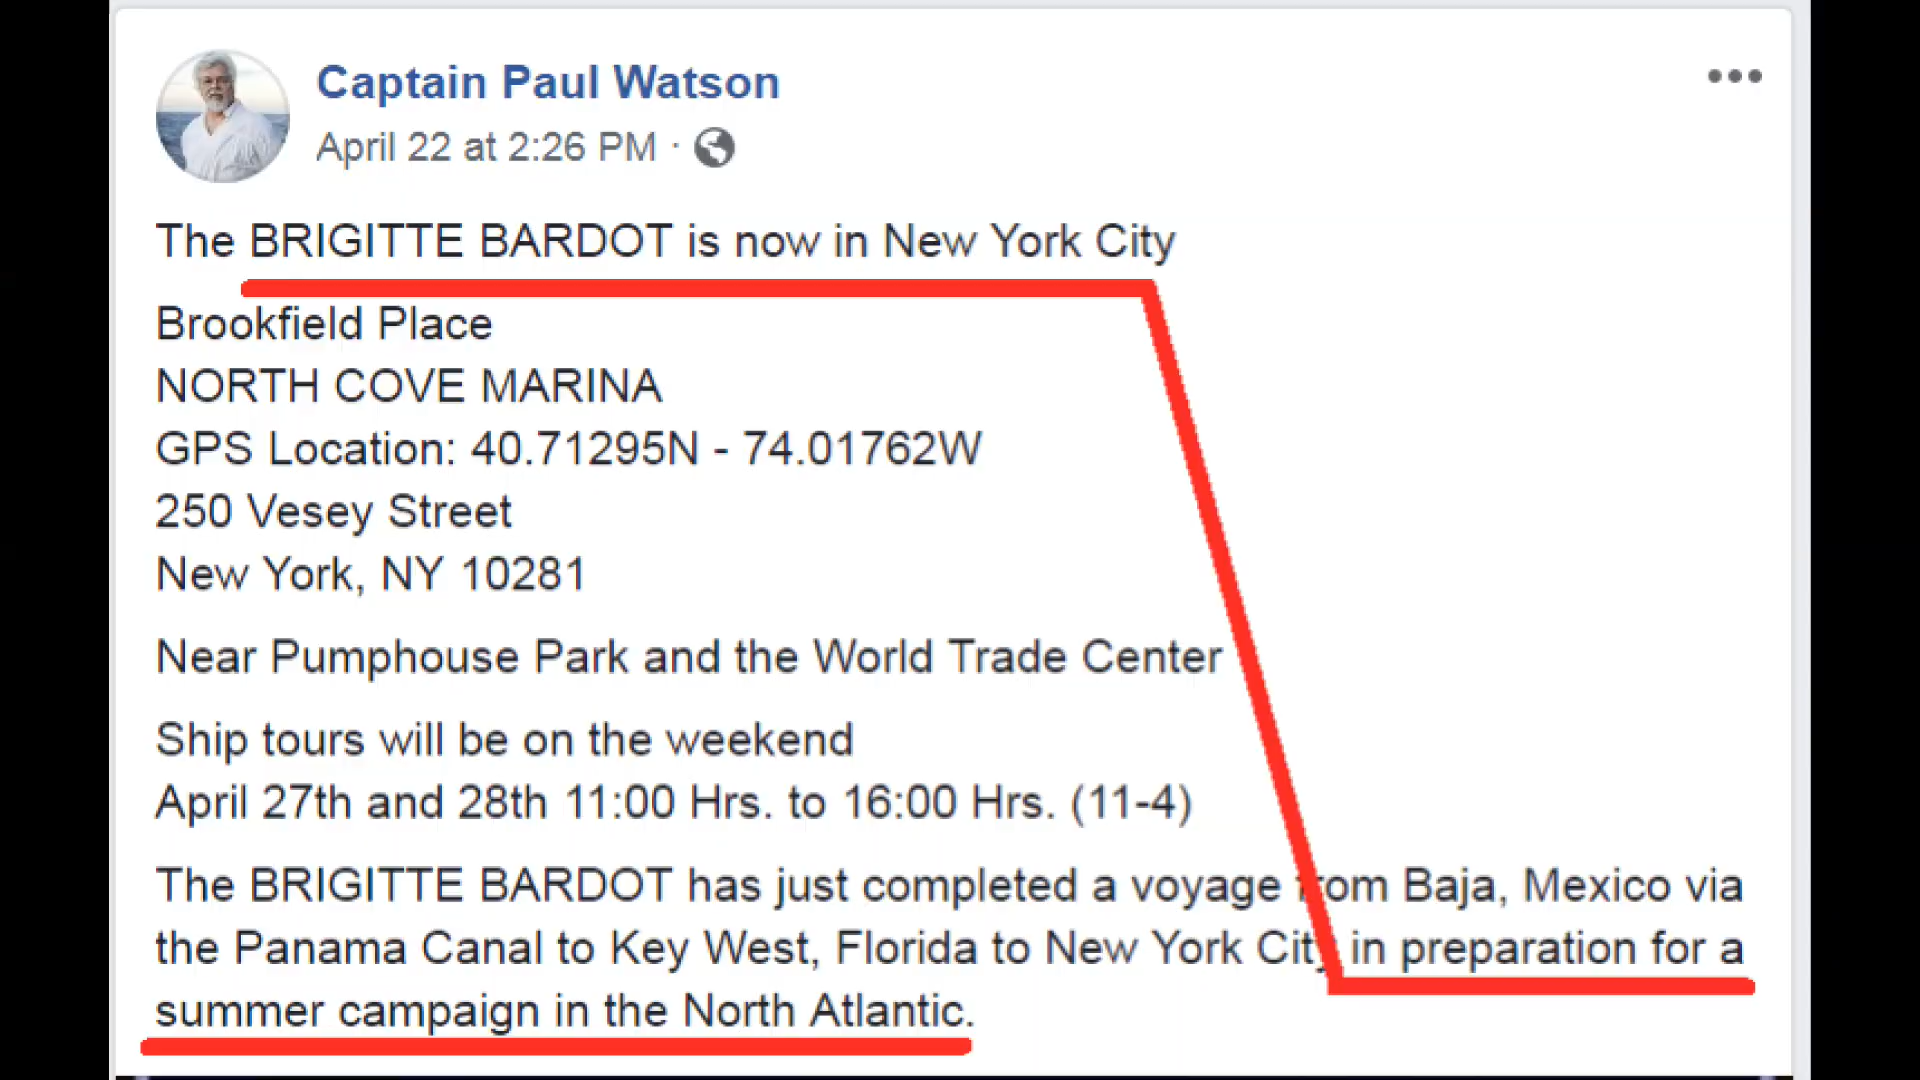 Captain Paul Watson
April 22 at 2:26 PM ·
The BRIGITTE BARDOT is now in New York City
Brookfield Place
NORTH COVE MARINA
GPS Location: 40.71295N - 74.01762W
250 Vesey Street
New York, NY 10281
Near Pumphouse Park and the World Trade Center
Ship tours will be on the weekend
April 27th and 28th 11:00 Hrs. to 16:00 Hrs. (11-4)
The BRIGITTE BARDOT has just completed a voyage from Baja, Mexico via
the Panama Canal to Key West, Florida to New York City in preparation for a
summer campaign in the North Atlantic.